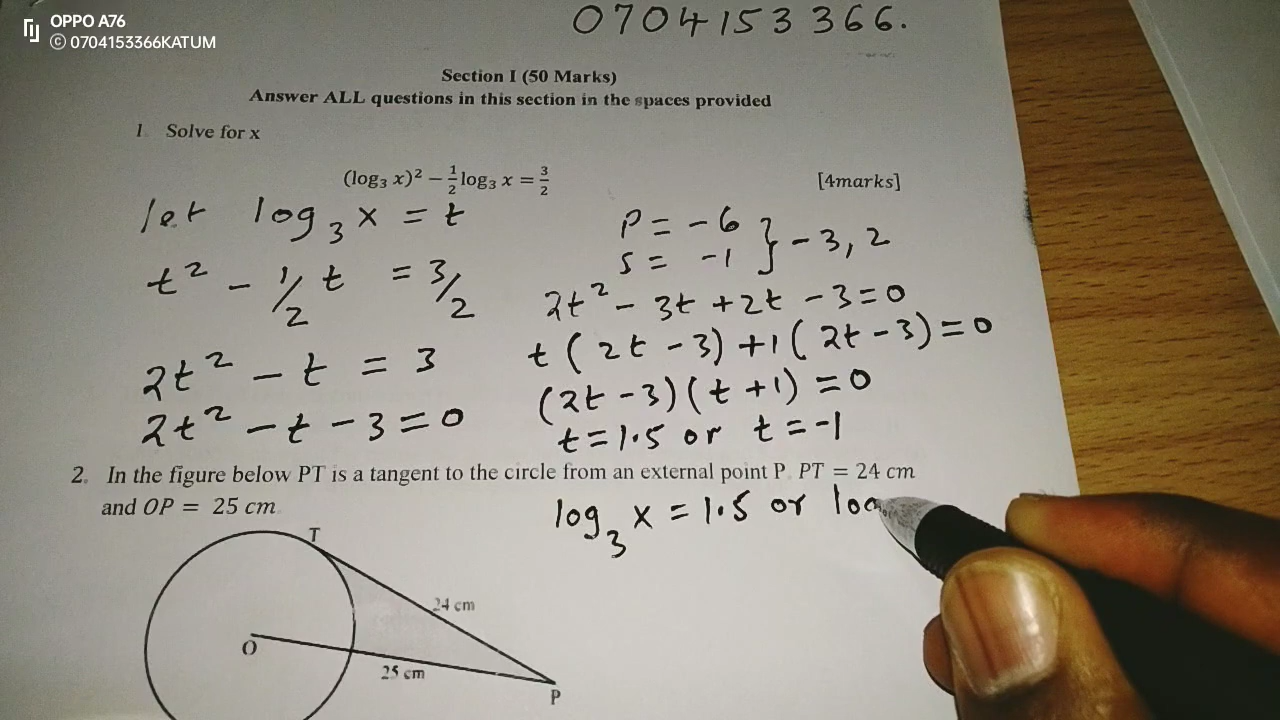 OPPO A76
© 0704153366KATUM
0704153366.
Section I (50 Marks)
Answer ALL questions in this section in the spaces provided
1 Solve for x
(log₃ x)² − ½ log₃ x = 3/2 [4marks]
let log₃ x = t
t² - 1/2 t = 3/2
2t² - t = 3
2t² - t - 3 = 0
P = -6
S = -1 } -3, 2
2t² - 3t + 2t - 3 = 0
t(2t - 3) + 1(2t - 3) = 0
(2t - 3)(t + 1) = 0
t = 1.5 or t = -1
2. In the figure below PT is a tangent to the circle from an external point P. PT = 24 cm
and OP = 25 cm
log₃ x = 1.5 or log
T
24 cm
O
25 cm
P